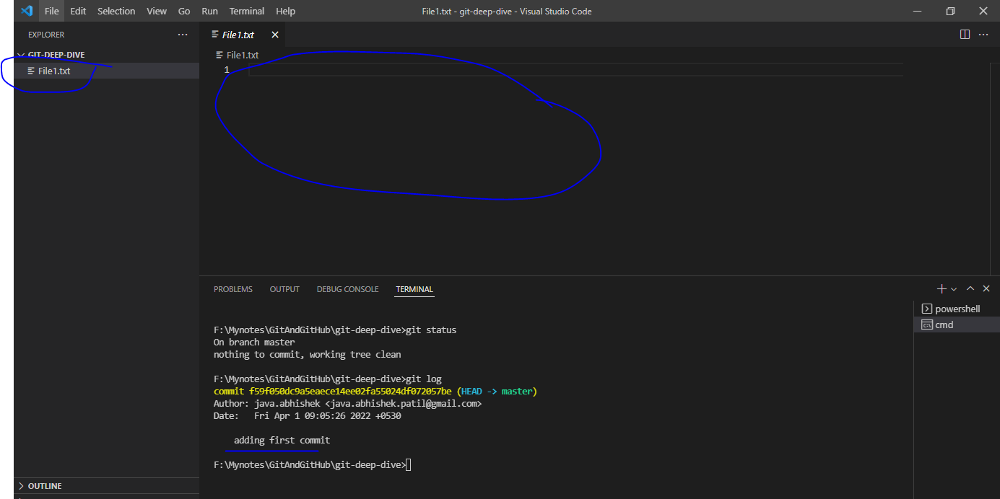 File Edit Selection View Go Run Terminal Help File1.txt - git-deep-dive - Visual Studio Code
EXPLORER
File1.txt
GIT-DEEP-DIVE
File1.txt
File1.txt
1
PROBLEMS OUTPUT DEBUG CONSOLE TERMINAL
powershell
cmd
F:\Mynotes\GitAndGitHub\git-deep-dive>git status
On branch master
nothing to commit, working tree clean
F:\Mynotes\GitAndGitHub\git-deep-dive>git log
commit f59f050dc9a5eaece14ee02fa55024df072057be (HEAD -> master)
Author: java.abhishek <java.abhishek.patil@gmail.com>
Date:   Fri Apr 1 09:05:26 2022 +0530
adding first commit
F:\Mynotes\GitAndGitHub\git-deep-dive>
OUTLINE